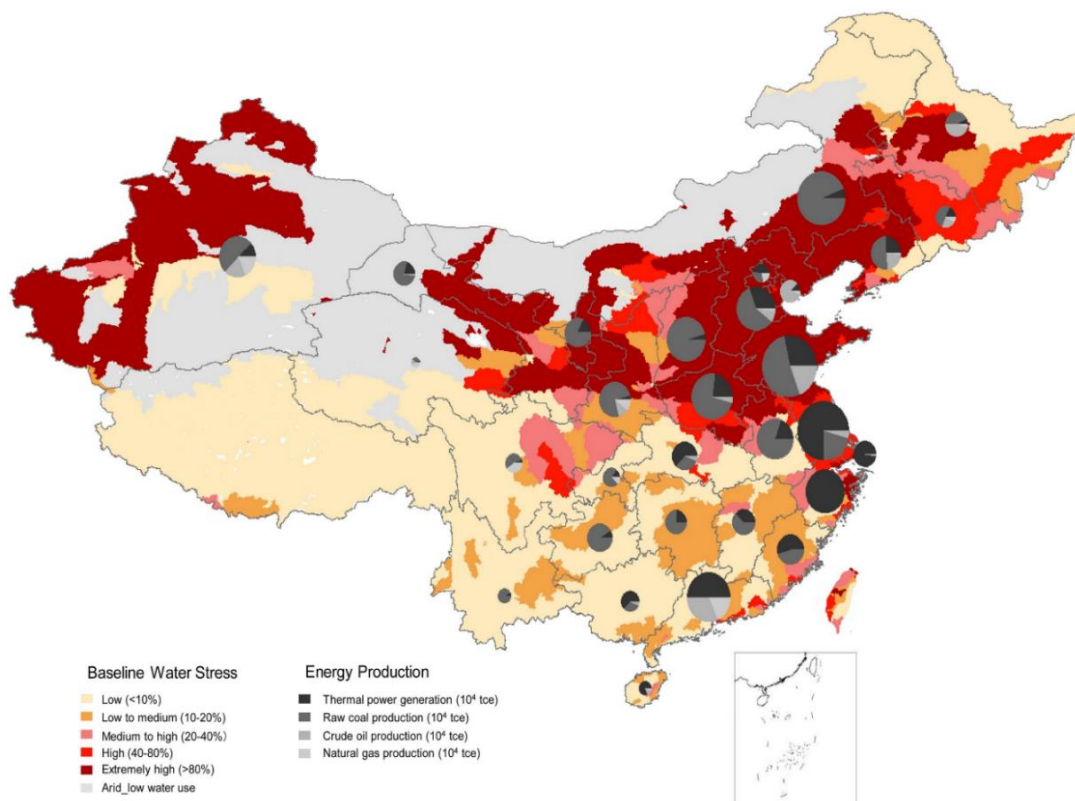 Baseline Water Stress
Low (<10%)
Low to medium (10-20%)
Medium to high (20-40%)
High (40-80%)
Extremely high (>80%)
Arid_low water use
Energy Production
Thermal power generation (10⁴ tce)
Raw coal production (10⁴ tce)
Crude oil production (10⁴ tce)
Natural gas production (10⁴ tce)